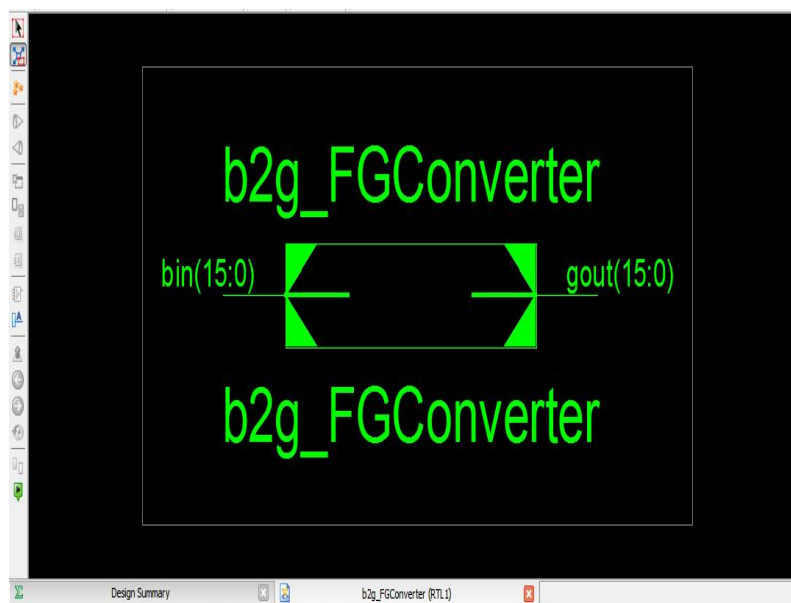 b2g_FGConverter
bin(15:0)
gout(15:0)
b2g_FGConverter
Design Summary
b2g_FGConverter (RTL1)